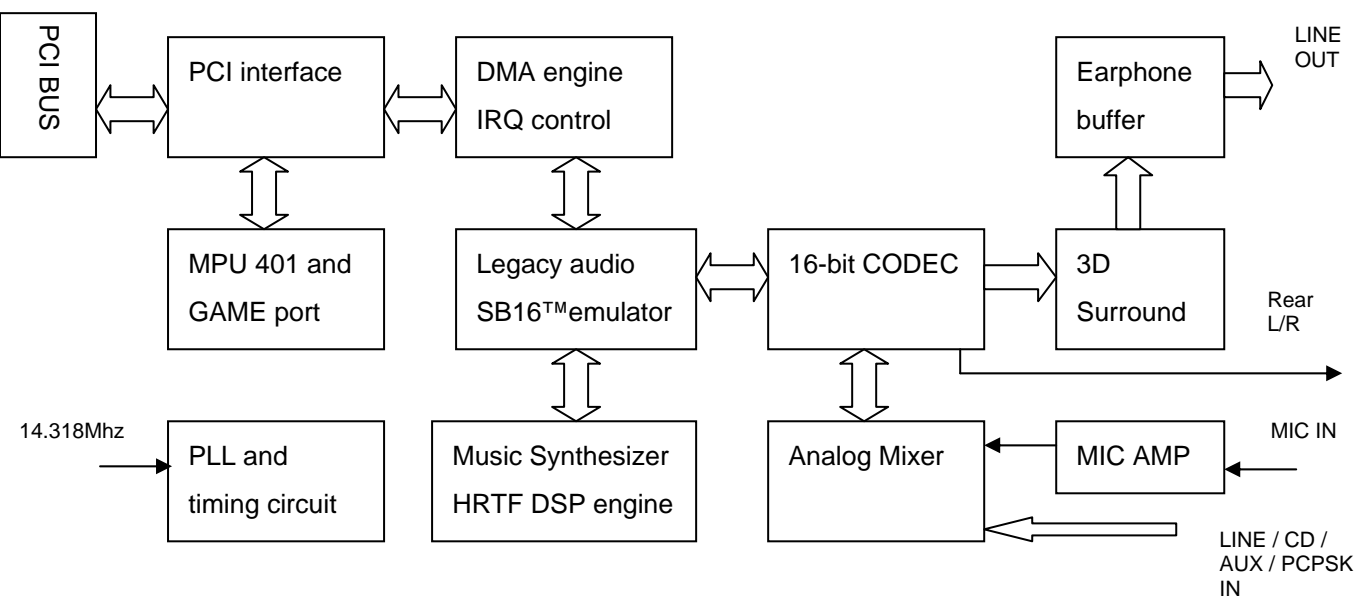 PCI BUS
PCI interface
DMA engine
IRQ control
Earphone
buffer
LINE
OUT
MPU 401 and
GAME port
Legacy audio
SB16™emulator
16-bit CODEC
3D
Surround
Rear
L/R
14.318Mhz
PLL and
timing circuit
Music Synthesizer
HRTF DSP engine
Analog Mixer
MIC AMP
MIC IN
LINE / CD /
AUX / PCPSK
IN